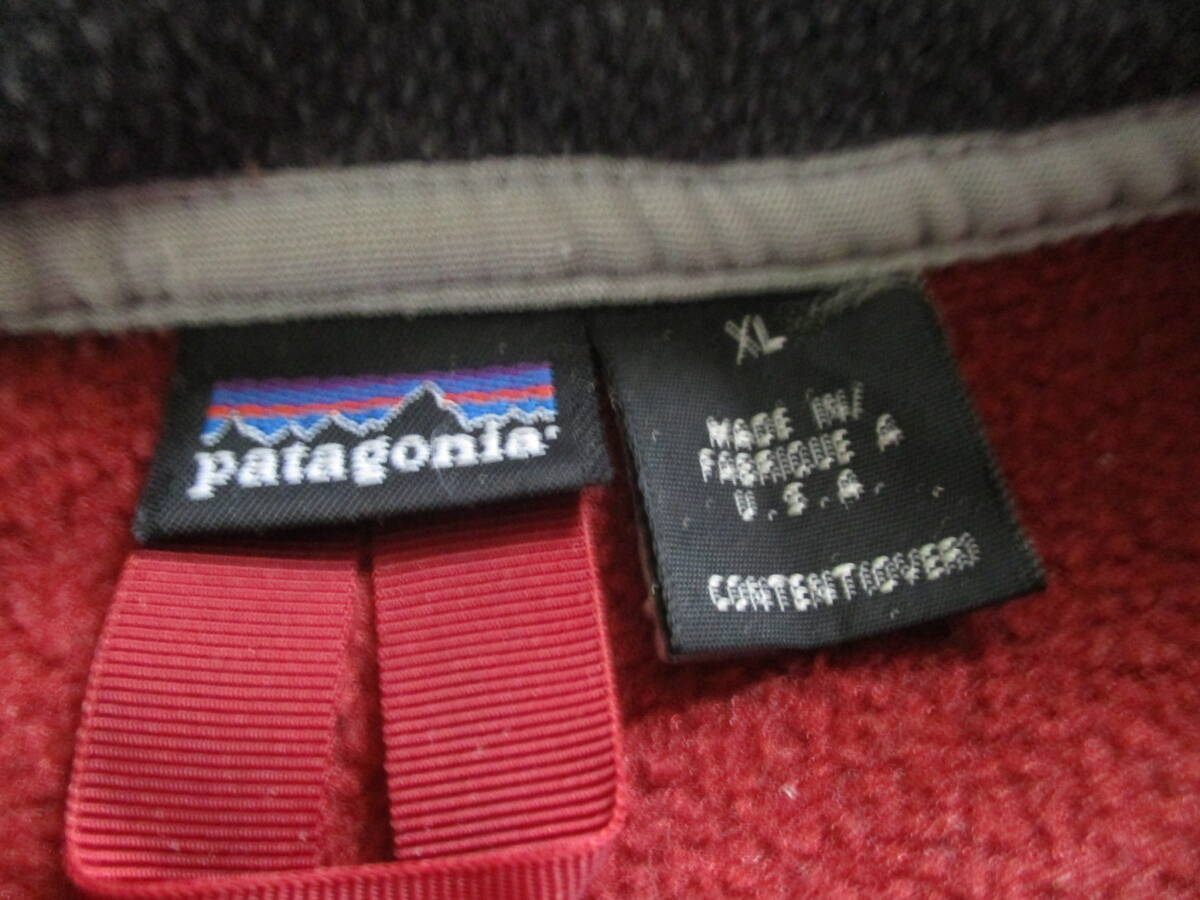 patagonia
XL
MADE IN/
FABRIQUE A
U.S.A
CONTENT(OVER)